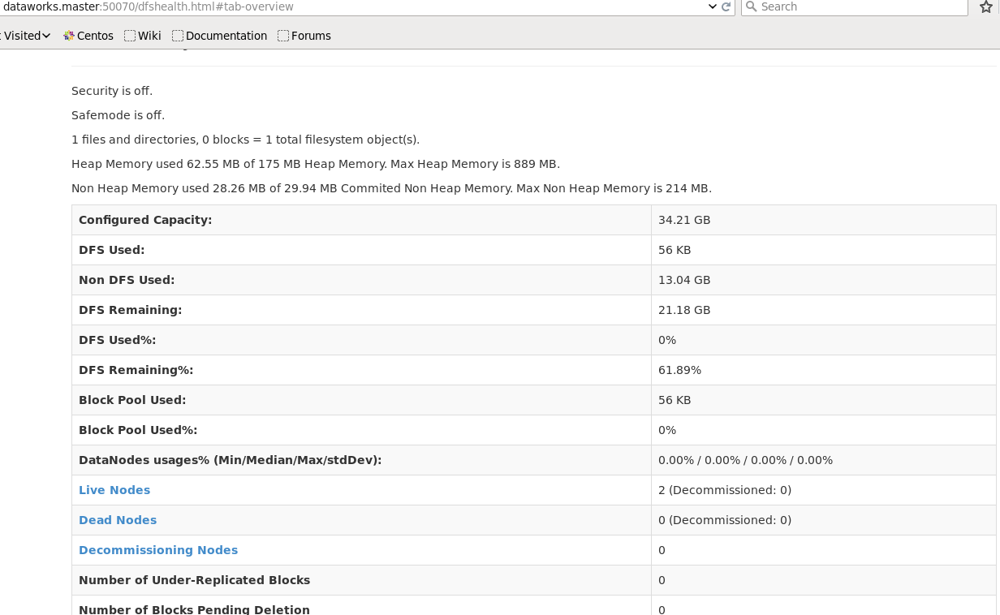 dataworks.master:50070/dfshealth.html#tab-overview Search
Visited Centos Wiki Documentation Forums
Security is off.
Safemode is off.
1 files and directories, 0 blocks = 1 total filesystem object(s).
Heap Memory used 62.55 MB of 175 MB Heap Memory. Max Heap Memory is 889 MB.
Non Heap Memory used 28.26 MB of 29.94 MB Commited Non Heap Memory. Max Non Heap Memory is 214 MB.
Configured Capacity: 34.21 GB
DFS Used: 56 KB
Non DFS Used: 13.04 GB
DFS Remaining: 21.18 GB
DFS Used%: 0%
DFS Remaining%: 61.89%
Block Pool Used: 56 KB
Block Pool Used%: 0%
DataNodes usages% (Min/Median/Max/stdDev): 0.00% / 0.00% / 0.00% / 0.00%
Live Nodes 2 (Decommissioned: 0)
Dead Nodes 0 (Decommissioned: 0)
Decommissioning Nodes 0
Number of Under-Replicated Blocks 0
Number of Blocks Pending Deletion 0